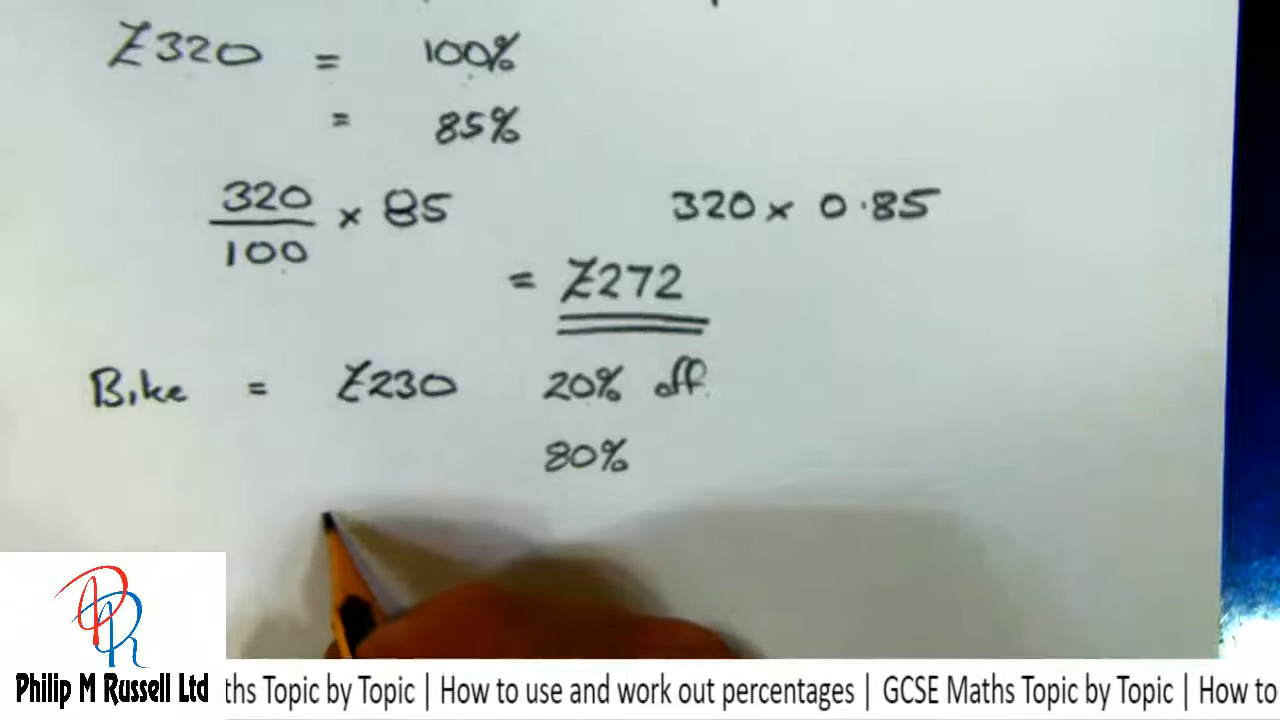 £320 = 100%
= 85%
320/100 × 85 320 × 0.85
= £272
Bike = £230 20% off.
80%
Philip M Russell Ltd
ths Topic by Topic | How to use and work out percentages | GCSE Maths Topic by Topic | How to